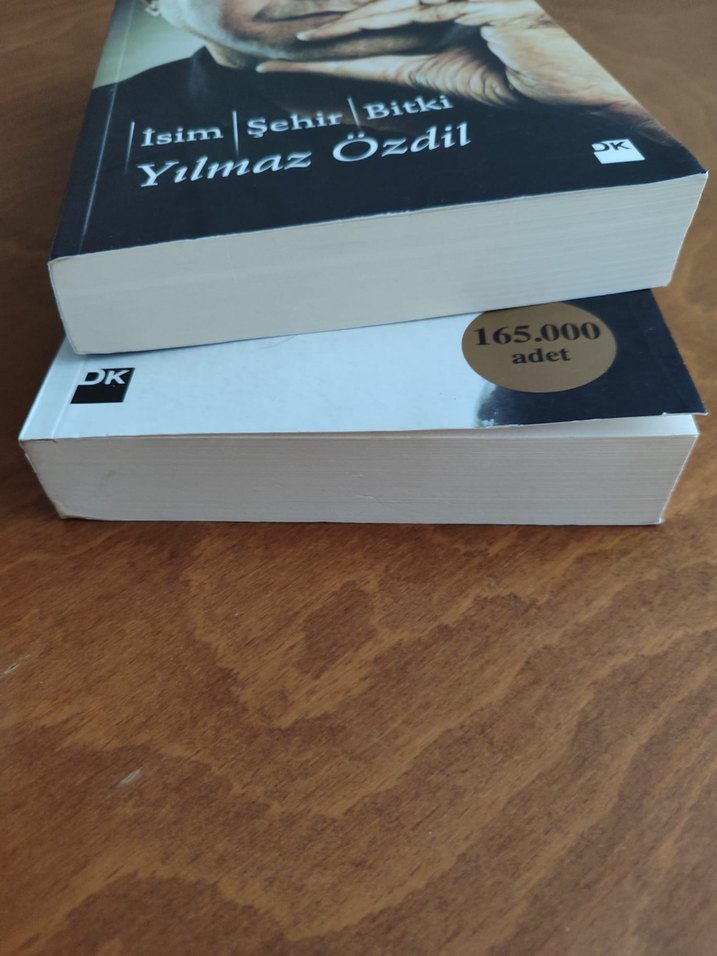 İsim | Şehir | Bitki
Yılmaz Özdil
DK
165.000
adet
DK